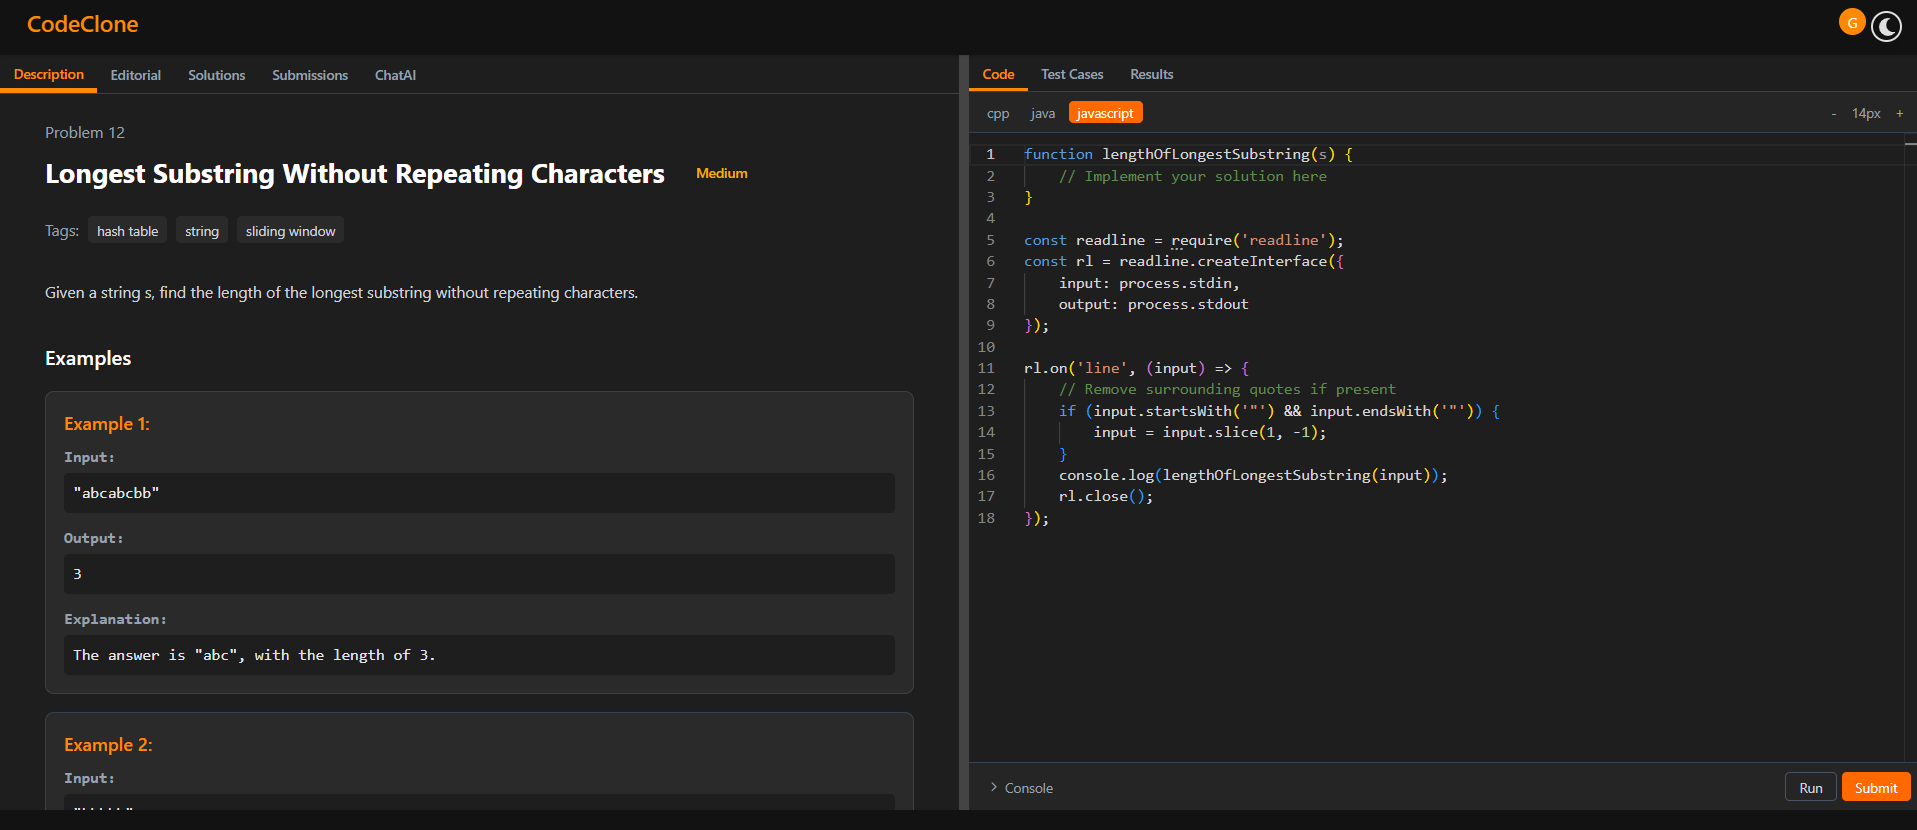 CodeClone
G
Description Editorial Solutions Submissions ChatAI
Problem 12
Longest Substring Without Repeating Characters Medium
Tags: hash table string sliding window
Given a string s, find the length of the longest substring without repeating characters.
Examples
Example 1:
Input:
"abcabcbb"
Output:
3
Explanation:
The answer is "abc", with the length of 3.
Example 2:
Input:
Code Test Cases Results
cpp java javascript - 14px +
1 function lengthOfLongestSubstring(s) {
2 // Implement your solution here
3 }
4
5 const readline = require('readline');
6 const rl = readline.createInterface({
7 input: process.stdin,
8 output: process.stdout
9 });
10
11 rl.on('line', (input) => {
12 // Remove surrounding quotes if present
13 if (input.startsWith('"') && input.endsWith('"')) {
14 input = input.slice(1, -1);
15 }
16 console.log(lengthOfLongestSubstring(input));
17 rl.close();
18 });
> Console Run Submit